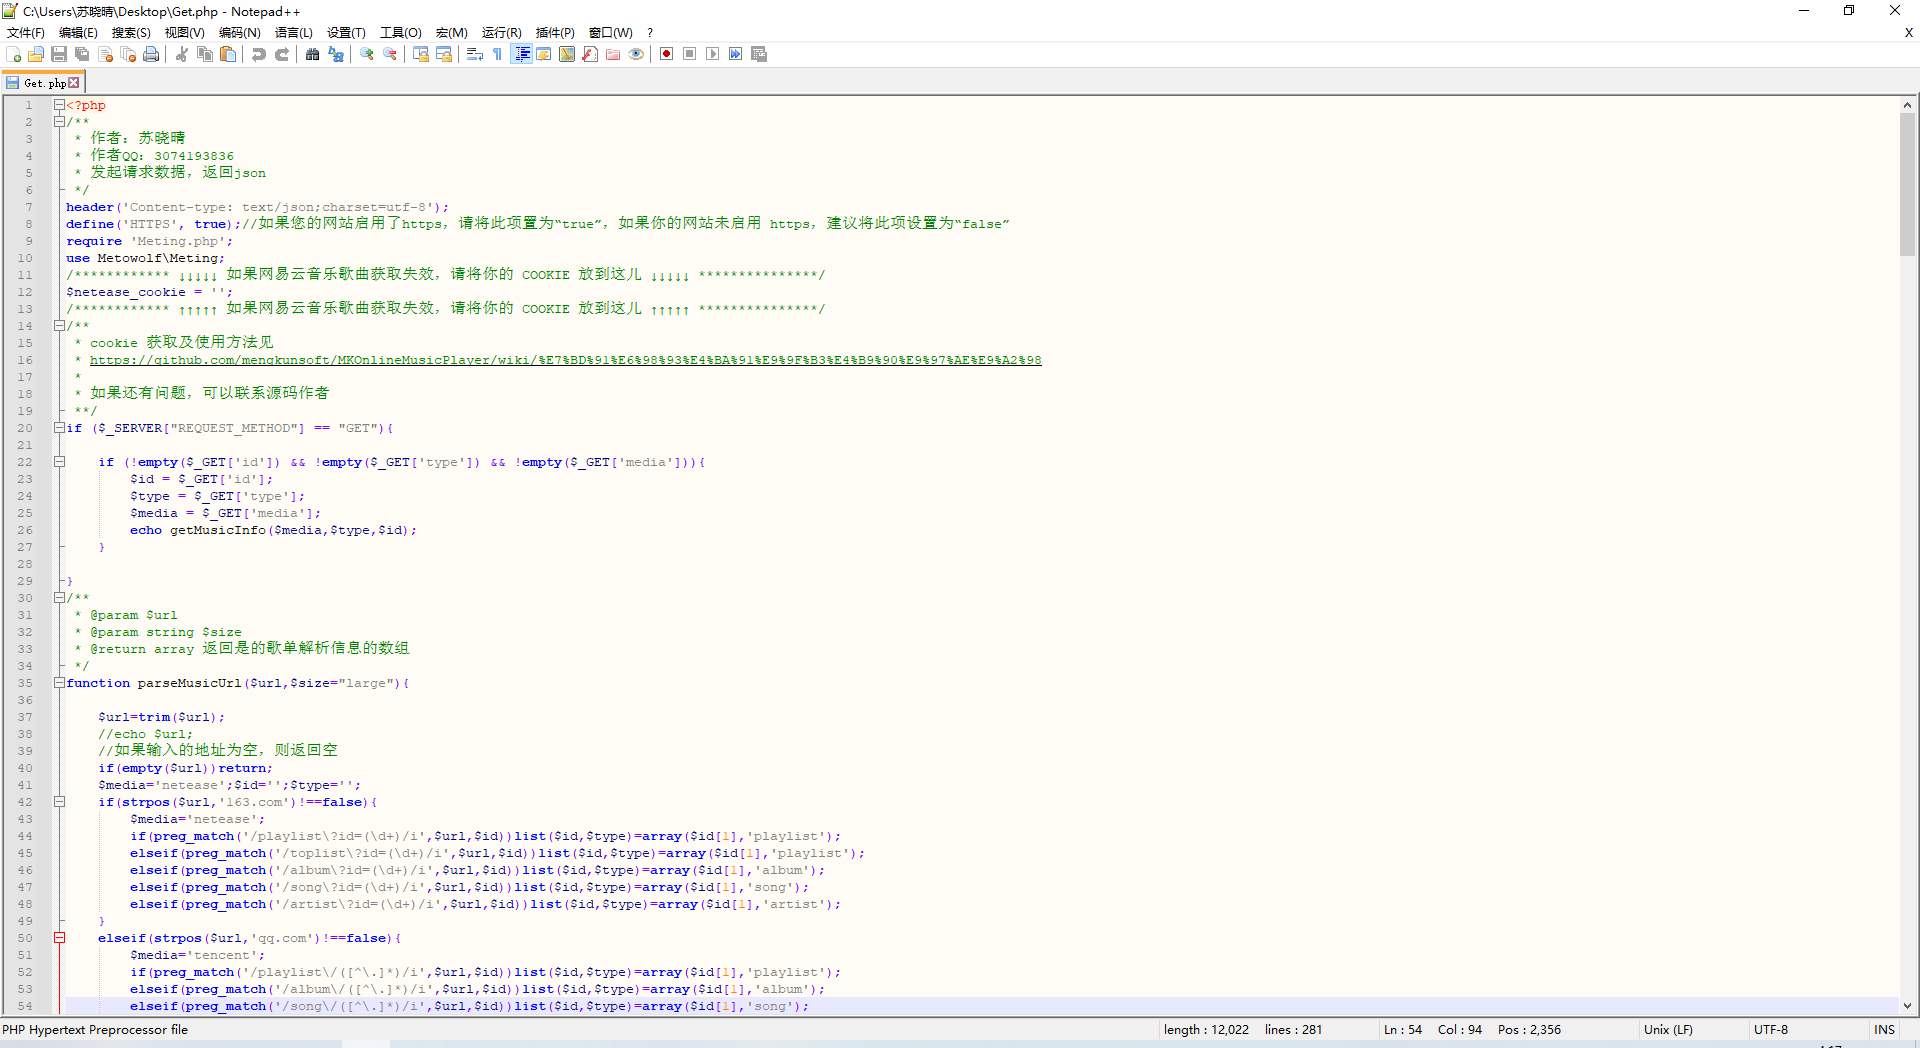 C:\Users\苏晓晴\Desktop\Get.php - Notepad++
文件(F) 编辑(E) 搜索(S) 视图(V) 编码(N) 语言(L) 设置(T) 工具(O) 宏(M) 运行(R) 插件(P) 窗口(W) ? X
Get.php
1 <?php
2 /**
3  * 作者：苏晓晴
4  * 作者QQ：3074193836
5  * 发起请求数据，返回json
6  */
7 header('Content-type: text/json;charset=utf-8');
8 define('HTTPS', true);//如果您的网站启用了https，请将此项置为“true”，如果你的网站未启用 https，建议将此项设置为“false”
9 require 'Meting.php';
10 use Metowolf\Meting;
11 /************ ↓↓↓↓↓ 如果网易云音乐歌曲获取失效，请将你的 COOKIE 放到这儿 ↓↓↓↓↓ ***************/
12 $netease_cookie = '';
13 /************ ↑↑↑↑↑ 如果网易云音乐歌曲获取失效，请将你的 COOKIE 放到这儿 ↑↑↑↑↑ ***************/
14 /**
15  * cookie 获取及使用方法见
16  * https://github.com/mengkunsoft/MKOnlineMusicPlayer/wiki/%E7%BD%91%E6%98%93%E4%BA%91%E9%9F%B3%E4%B9%90%E9%97%AE%E9%A2%98
17  *
18  * 如果还有问题，可以联系源码作者
19  **/
20 if ($_SERVER["REQUEST_METHOD"] == "GET"){
21
22     if (!empty($_GET['id']) && !empty($_GET['type']) && !empty($_GET['media'])){
23         $id = $_GET['id'];
24         $type = $_GET['type'];
25         $media = $_GET['media'];
26         echo getMusicInfo($media,$type,$id);
27     }
28
29 }
30 /**
31  * @param $url
32  * @param string $size
33  * @return array 返回是的歌单解析信息的数组
34  */
35 function parseMusicUrl($url,$size="large"){
36
37     $url=trim($url);
38     //echo $url;
39     //如果输入的地址为空，则返回空
40     if(empty($url))return;
41     $media='netease';$id='';$type='';
42     if(strpos($url,'163.com')!==false){
43         $media='netease';
44         if(preg_match('/playlist\?id=(\d+)/i',$url,$id))list($id,$type)=array($id[1],'playlist');
45         elseif(preg_match('/toplist\?id=(\d+)/i',$url,$id))list($id,$type)=array($id[1],'playlist');
46         elseif(preg_match('/album\?id=(\d+)/i',$url,$id))list($id,$type)=array($id[1],'album');
47         elseif(preg_match('/song\?id=(\d+)/i',$url,$id))list($id,$type)=array($id[1],'song');
48         elseif(preg_match('/artist\?id=(\d+)/i',$url,$id))list($id,$type)=array($id[1],'artist');
49     }
50     elseif(strpos($url,'qq.com')!==false){
51         $media='tencent';
52         if(preg_match('/playlist\/([^\.]*)/i',$url,$id))list($id,$type)=array($id[1],'playlist');
53         elseif(preg_match('/album\/([^\.]*)/i',$url,$id))list($id,$type)=array($id[1],'album');
54         elseif(preg_match('/song\/([^\.]*)/i',$url,$id))list($id,$type)=array($id[1],'song');
PHP Hypertext Preprocessor file length : 12,022 lines : 281 Ln : 54 Col : 94 Pos : 2,356 Unix (LF) UTF-8 INS